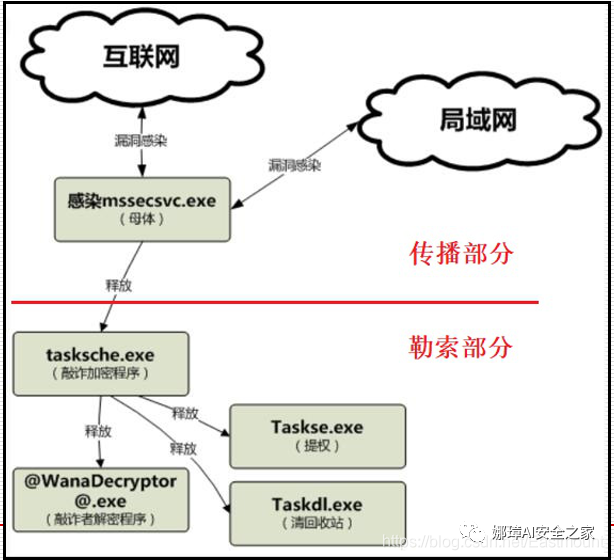 互联网
局域网
漏洞感染
漏洞感染
感染mssecsvc.exe
（母体）
传播部分
释放
勒索部分
tasksche.exe
（敲诈加密程序）
释放
释放
释放
Taskse.exe
（提权）
@WanaDecryptor
@.exe
（敲诈者解密程序）
Taskdl.exe
（清回收站）
娜璋AI安全之家
https://blog.csdn.net/Eastmount